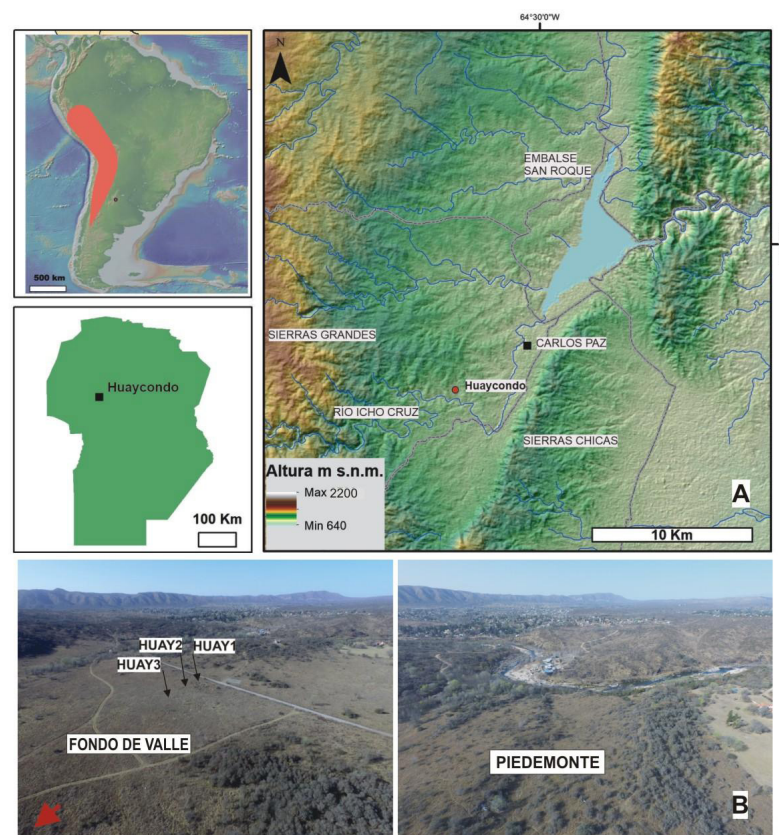 500 km
Huaycondo
100 Km
64°30'0"W
N
EMBALSE
SAN ROQUE
SIERRAS GRANDES
CARLOS PAZ
Huaycondo
RÍO ICHO CRUZ
SIERRAS CHICAS
Altura m s.n.m.
Max 2200
Min 640
A
10 Km
HUAY1
HUAY2
HUAY3
FONDO DE VALLE
PIEDEMONTE
B